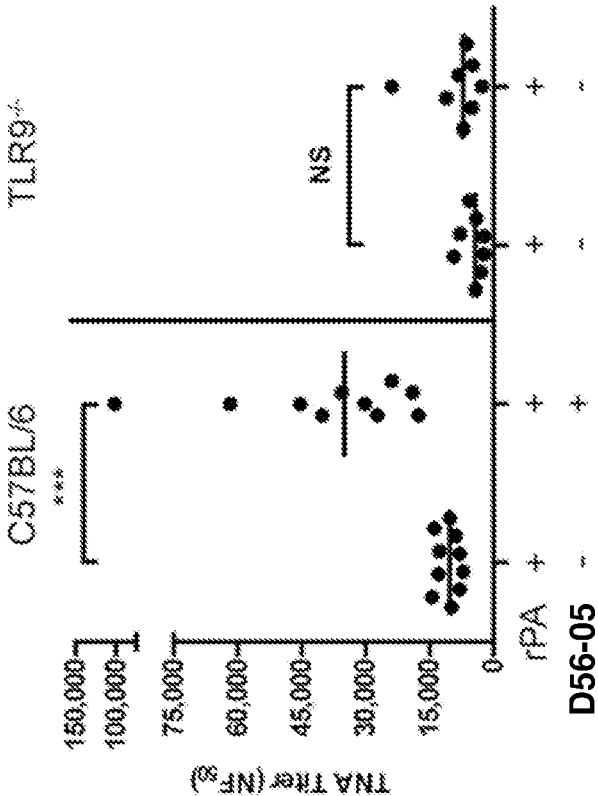 C57BL/6
TLR9-/-
***
NS
TNA Titer (NF50)
150,000
100,000
75,000
60,000
45,000
30,000
15,000
0
rPA + + + +
D56-05 - + - -